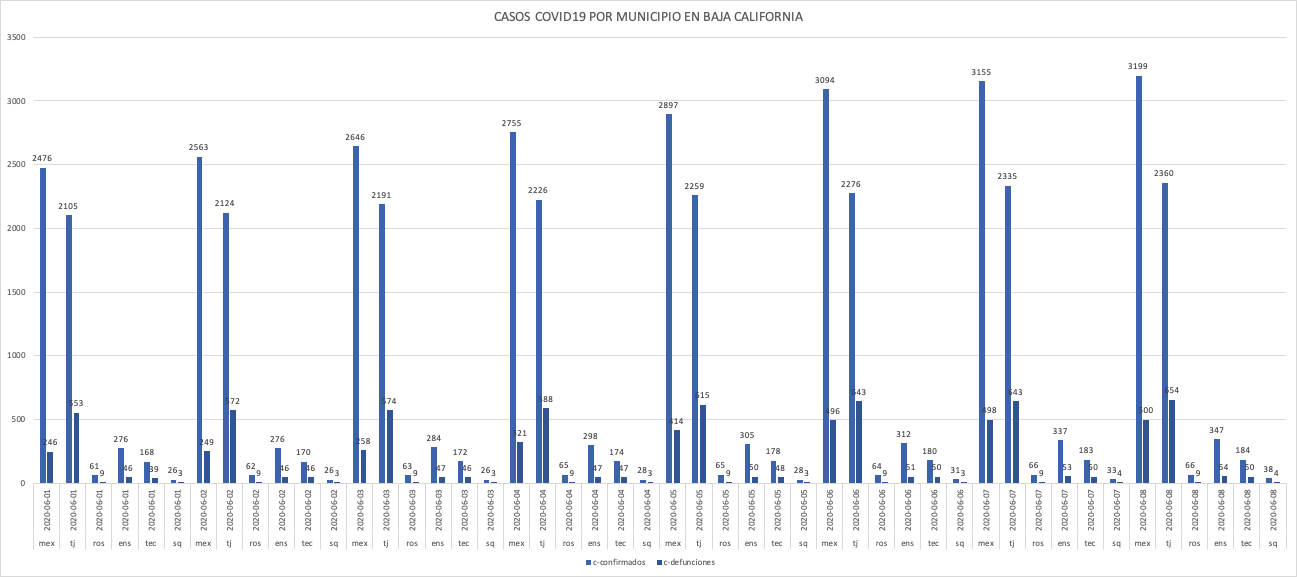 CASOS COVID19 POR MUNICIPIO EN BAJA CALIFORNIA
3500
3000
2500
2000
1500
1000
500
0
2476 246 2105 553 61 9 276 46 168 39 26 3
2563 249 2124 572 62 9 276 46 170 46 26 3
2646 258 2191 574 63 9 284 47 172 46 26 3
2755 321 2226 588 65 9 298 47 174 47 28 3
2897 414 2259 615 65 9 305 50 178 48 28 3
3094 496 2276 643 64 9 312 51 180 50 31 3
3155 498 2335 643 66 9 337 53 183 50 33 4
3199 500 2360 654 66 9 347 54 184 50 38 4
2020-06-01 2020-06-01 2020-06-01 2020-06-01 2020-06-01 2020-06-01 2020-06-02 2020-06-02 2020-06-02 2020-06-02 2020-06-02 2020-06-02 2020-06-03 2020-06-03 2020-06-03 2020-06-03 2020-06-03 2020-06-03 2020-06-04 2020-06-04 2020-06-04 2020-06-04 2020-06-04 2020-06-04 2020-06-05 2020-06-05 2020-06-05 2020-06-05 2020-06-05 2020-06-05 2020-06-06 2020-06-06 2020-06-06 2020-06-06 2020-06-06 2020-06-06 2020-06-07 2020-06-07 2020-06-07 2020-06-07 2020-06-07 2020-06-07 2020-06-08 2020-06-08 2020-06-08 2020-06-08 2020-06-08 2020-06-08
mex tj ros ens tec sq mex tj ros ens tec sq mex tj ros ens tec sq mex tj ros ens tec sq mex tj ros ens tec sq mex tj ros ens tec sq mex tj ros ens tec sq mex tj ros ens tec sq
c-confirmados c-defunciones